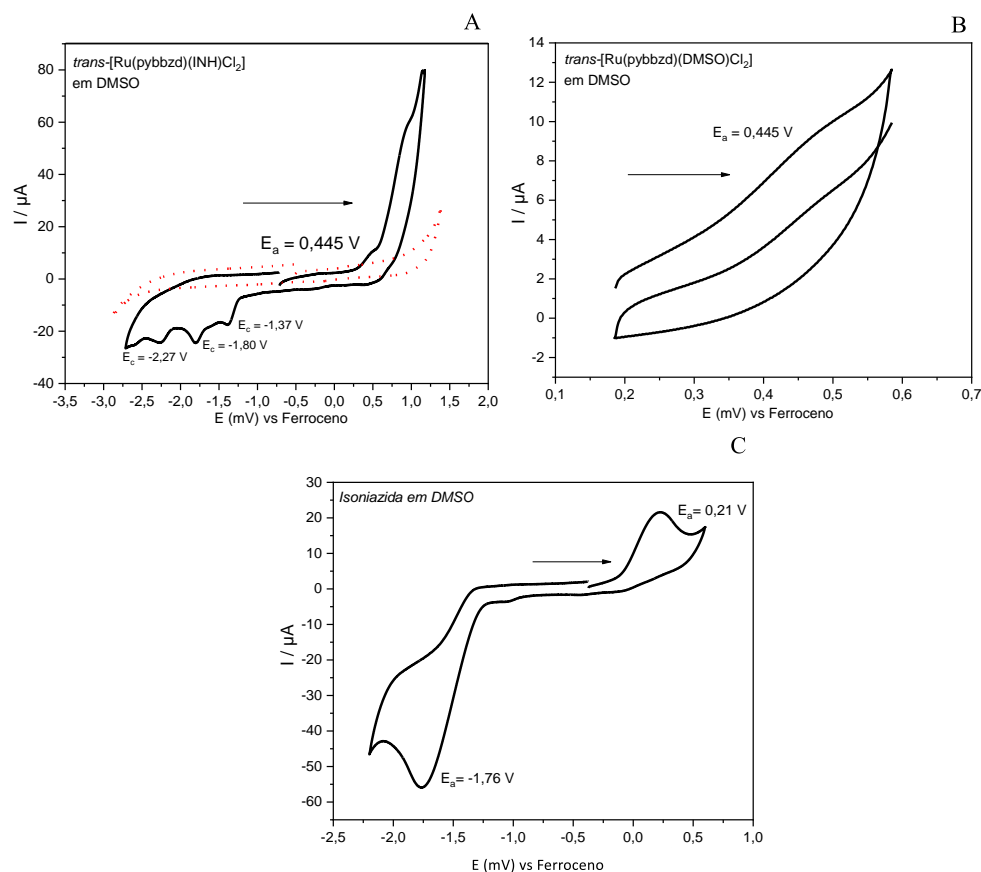 A
trans-[Ru(pybbzd)(INH)Cl₂]
em DMSO
80
60
40
20
0
-20
-40
I / µA
Eₐ = 0,445 V
E꜀ = -1,37 V
E꜀ = -1,80 V
E꜀ = -2,27 V
-3,5 -3,0 -2,5 -2,0 -1,5 -1,0 -0,5 0,0 0,5 1,0 1,5 2,0
E (mV) vs Ferroceno
B
trans-[Ru(pybbzd)(DMSO)Cl₂]
em DMSO
14
12
10
8
6
4
2
0
-2
I / µA
Eₐ = 0,445 V
0,1 0,2 0,3 0,4 0,5 0,6 0,7
E (mV) vs Ferroceno
C
Isoniazida em DMSO
30
20
10
0
-10
-20
-30
-40
-50
-60
I / µA
Eₐ= 0,21 V
Eₐ= -1,76 V
-2,5 -2,0 -1,5 -1,0 -0,5 0,0 0,5 1,0
E (mV) vs Ferroceno